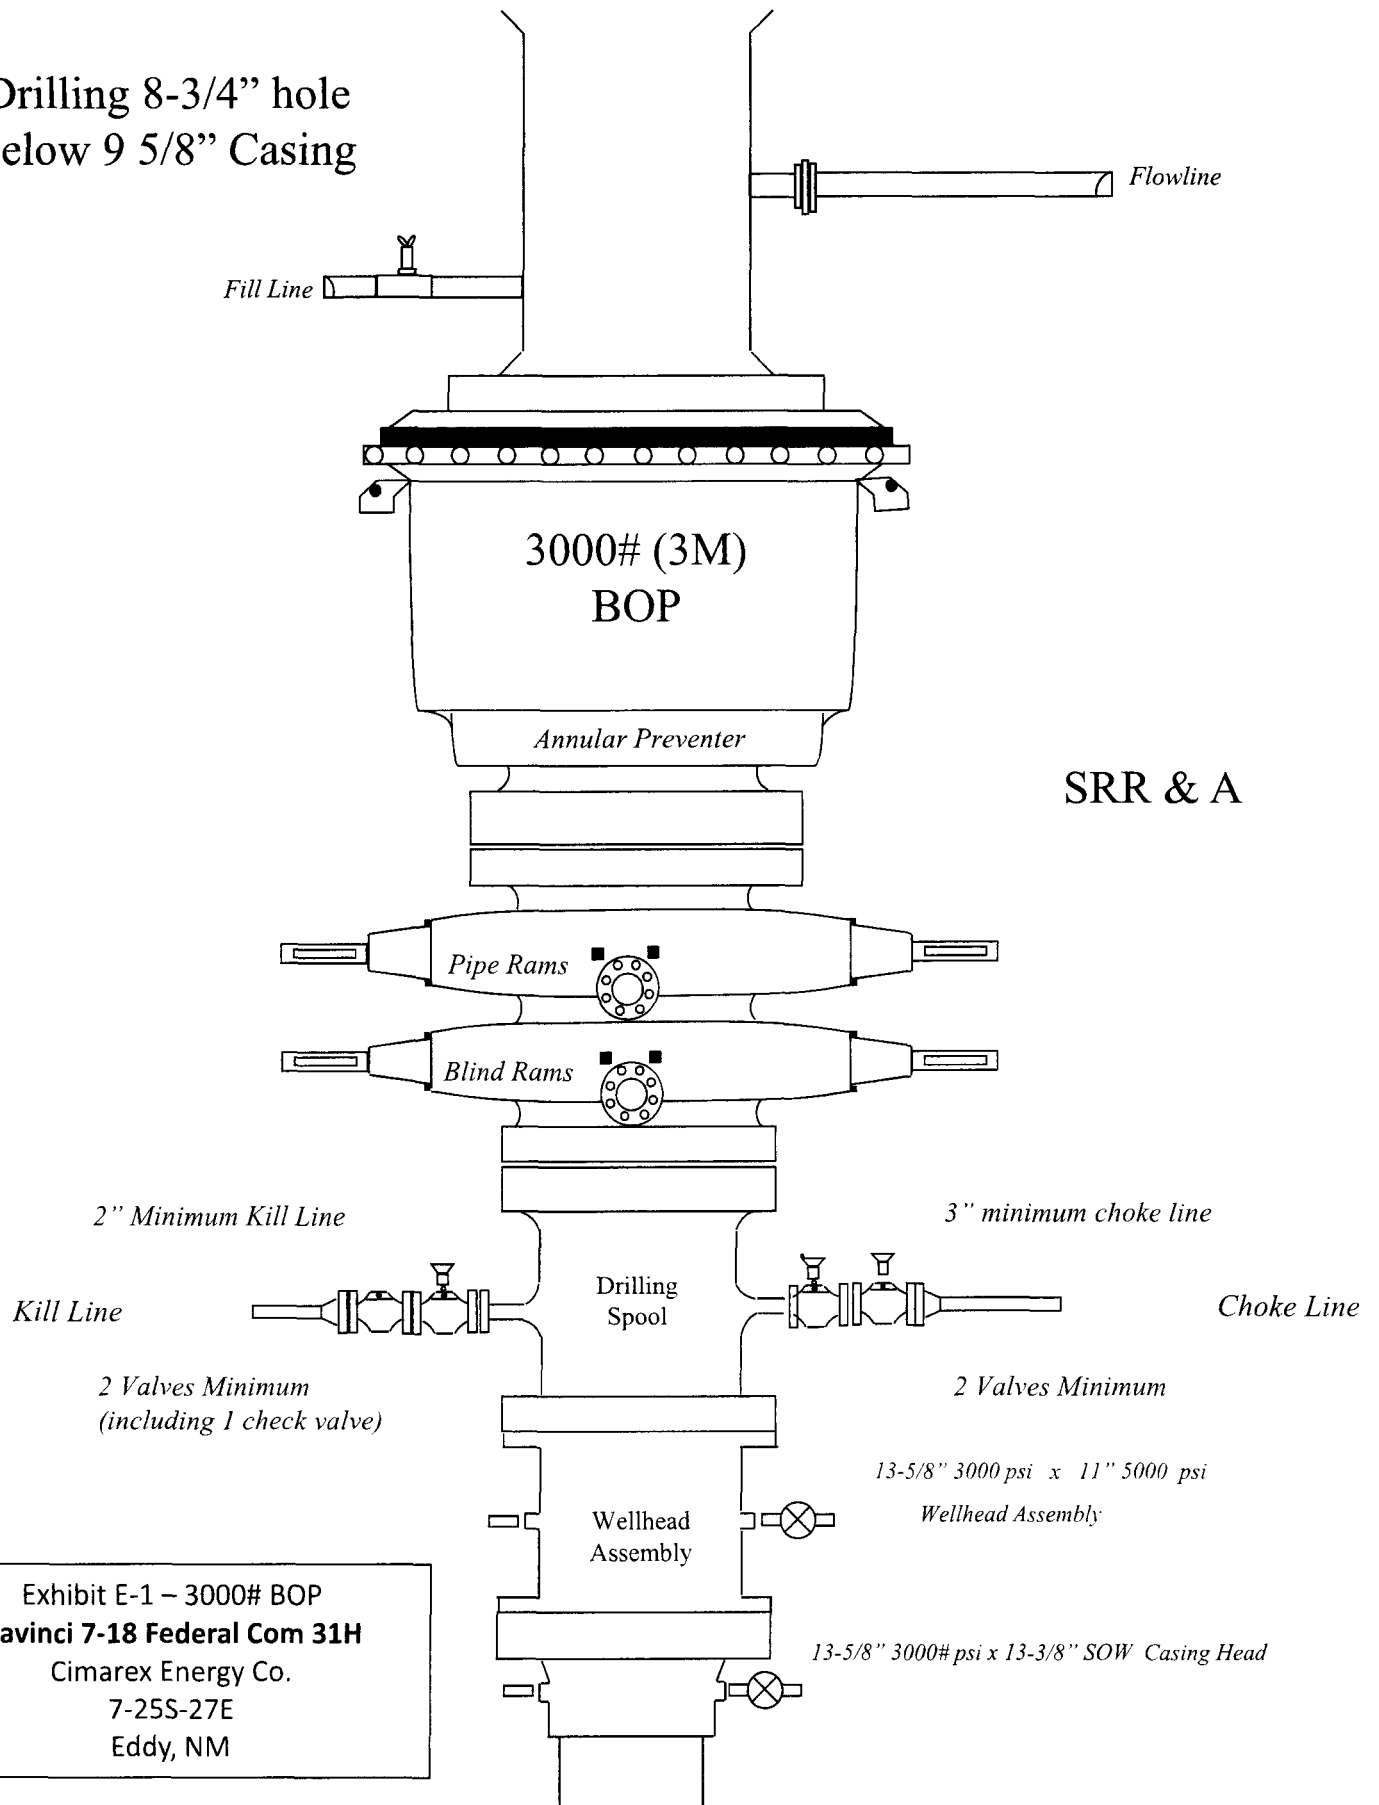 Drilling 8-3/4” hole
elow 9 5/8” Casing
Flowline
Fill Line
3000# (3M)
BOP
Annular Preventer
SRR & A
Pipe Rams
Blind Rams
2” Minimum Kill Line
3” minimum choke line
Drilling
Spool
Kill Line
Choke Line
2 Valves Minimum
(including 1 check valve)
2 Valves Minimum
13-5/8” 3000 psi x 11” 5000 psi
Wellhead Assembly
Wellhead
Assembly
Exhibit E-1 – 3000# BOP
avinci 7-18 Federal Com 31H
Cimarex Energy Co.
7-25S-27E
Eddy, NM
13-5/8” 3000# psi x 13-3/8” SOW Casing Head